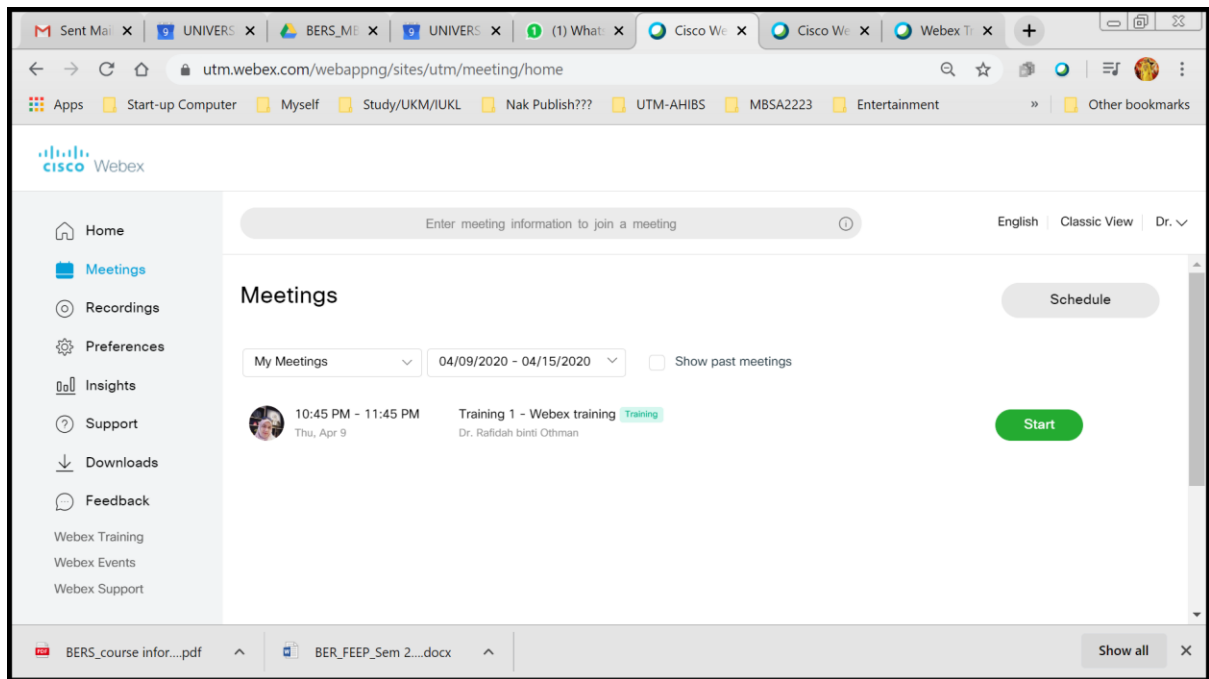 Sent Mai
UNIVERS
BERS_ME
UNIVERS
(1) What
Cisco We
Cisco We
Webex Tr
utm.webex.com/webappng/sites/utm/meeting/home
Apps Start-up Computer Myself Study/UKM/IUKL Nak Publish??? UTM-AHIBS MBSA2223 Entertainment » Other bookmarks
cisco Webex
Enter meeting information to join a meeting
English Classic View Dr.
Home
Meetings
Recordings
Preferences
Insights
Support
Downloads
Feedback
Webex Training
Webex Events
Webex Support
Meetings
Schedule
My Meetings 04/09/2020 - 04/15/2020 Show past meetings
10:45 PM - 11:45 PM Training 1 - Webex training Training
Thu, Apr 9 Dr. Rafidah binti Othman
Start
BERS_course infor....pdf BER_FEEP_Sem 2....docx Show all